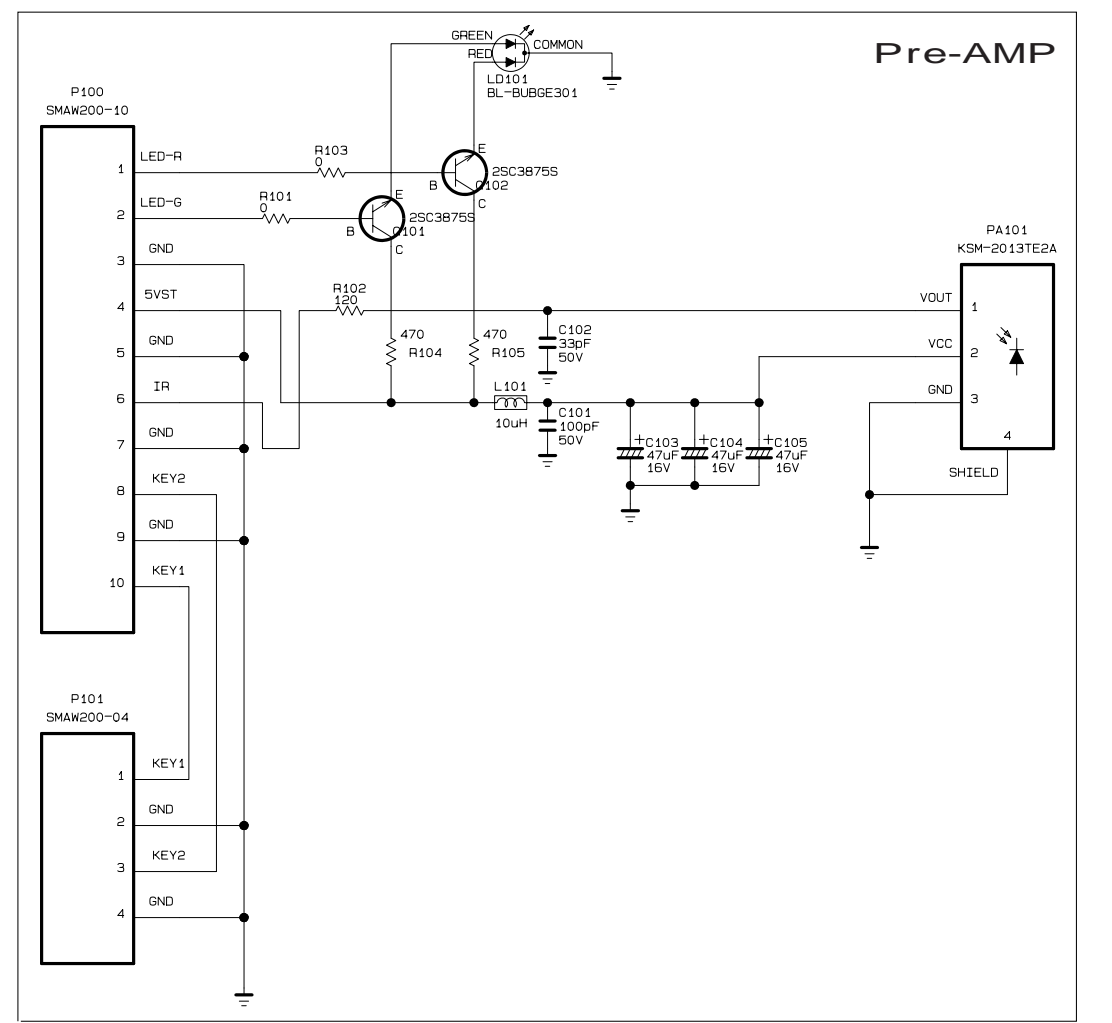 Pre-AMP
GREEN
RED
COMMON
LD101
BL-BUBGE301
P100
SMAW200-10
1 LED-R
2 LED-G
3 GND
4 5VST
5 GND
6 IR
7 GND
8 KEY2
9 GND
10 KEY1
R103
0
R101
0
E
B
C
2SC3875S
Q102
E
B
C
2SC3875S
Q101
R102
120
470
R104
470
R105
C102
33pF
50V
L101
10uH
C101
100pF
50V
+C103
47uF
16V
+C104
47uF
16V
+C105
47uF
16V
PA101
KSM-2013TE2A
VOUT 1
VCC 2
GND 3
4
SHIELD
P101
SMAW200-04
1 KEY1
2 GND
3 KEY2
4 GND